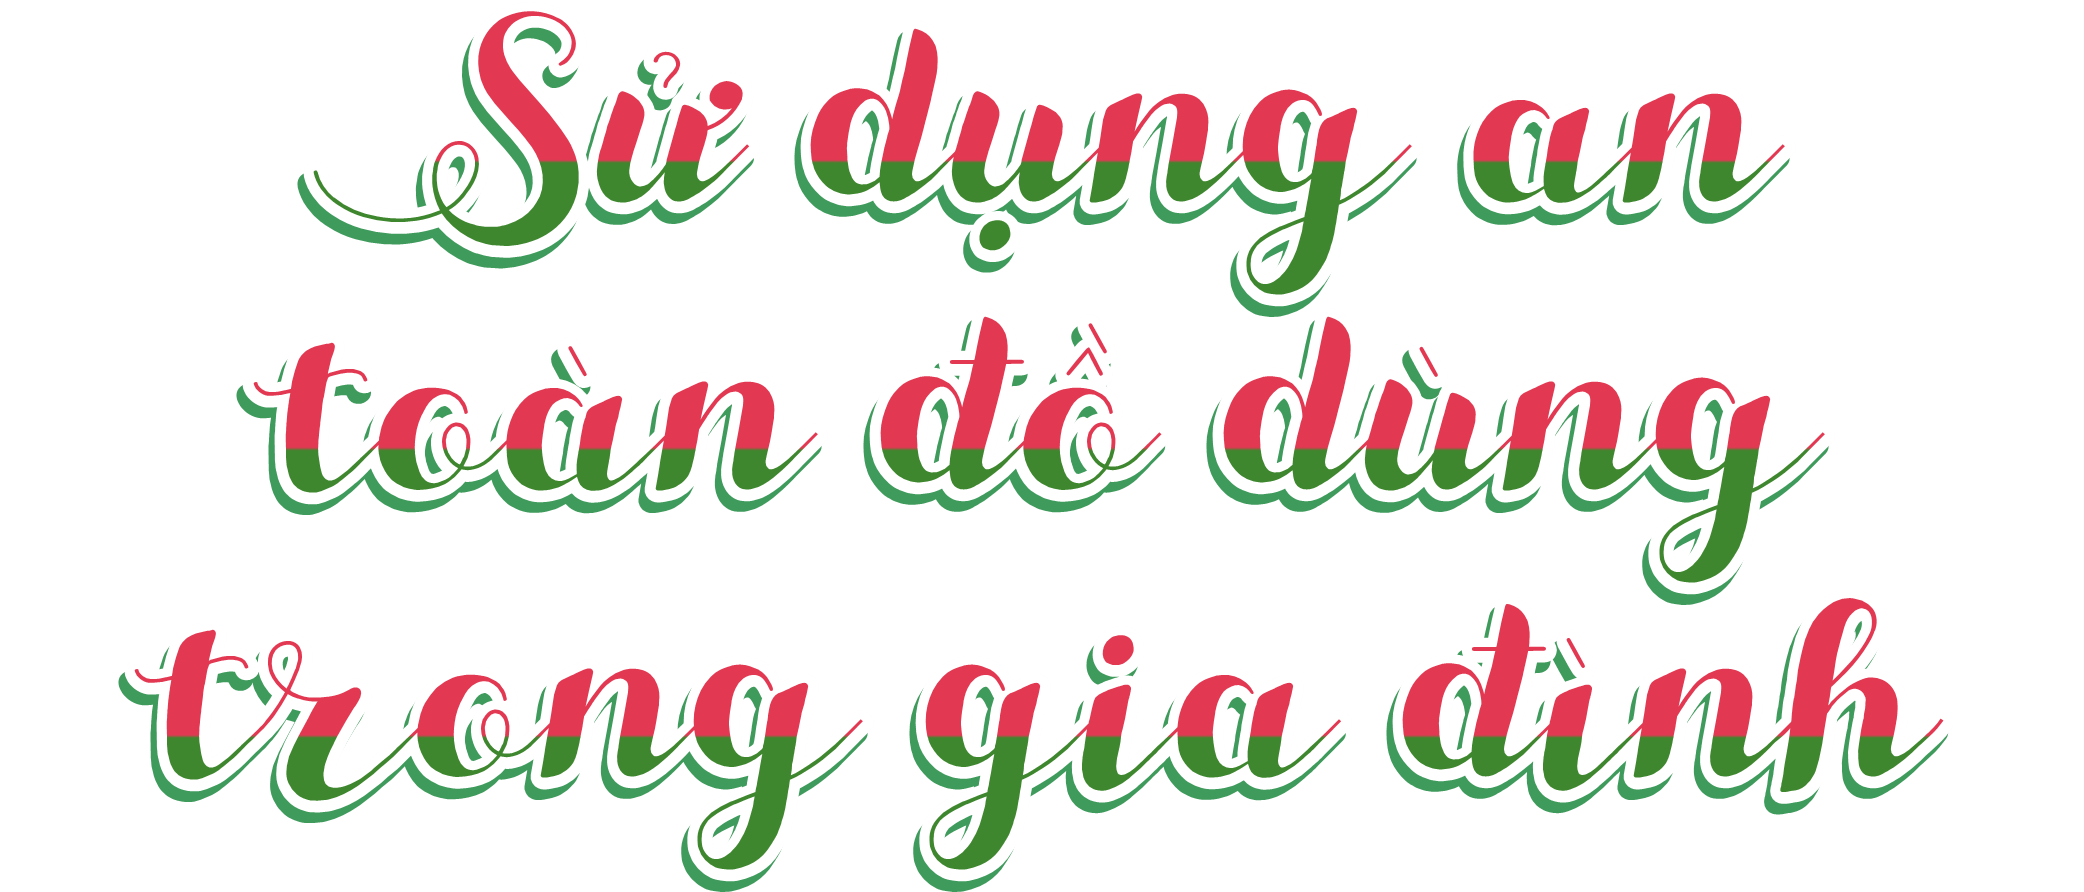 Sử dụng an
toàn đồ dùng
trong gia đình